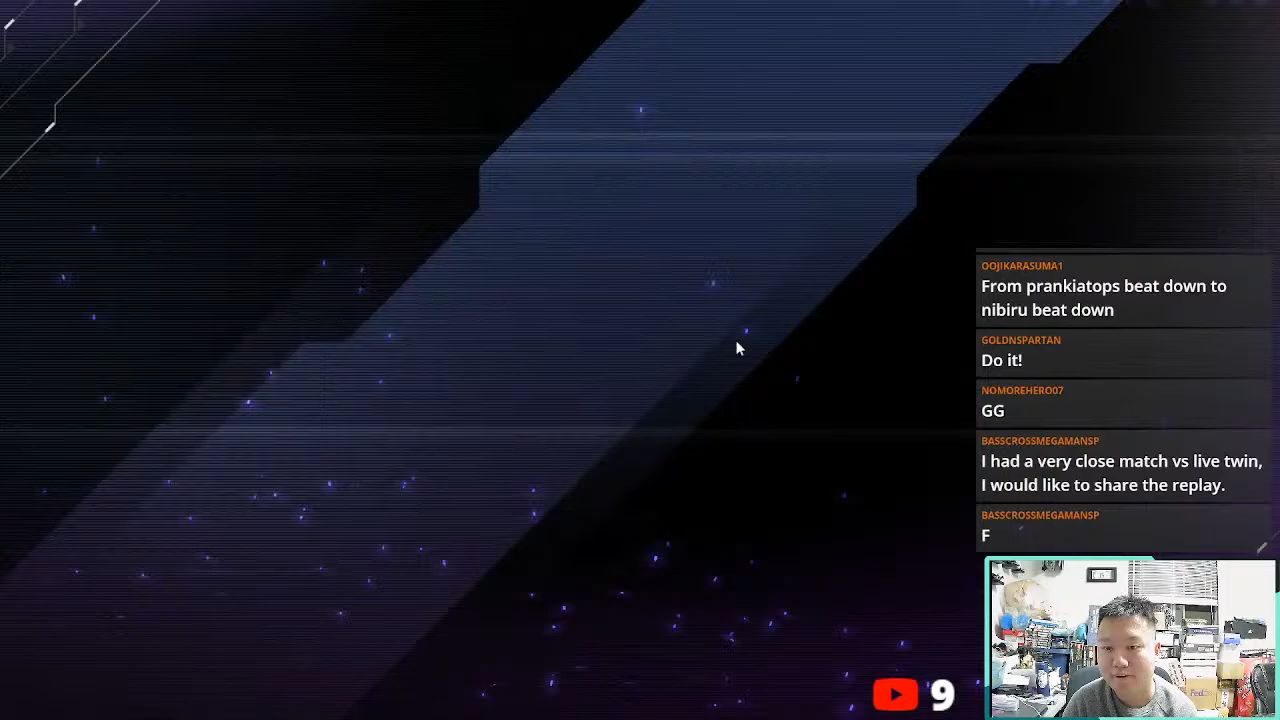 OOJIKARASUMA1
From prankiatops beat down to
nibiru beat down
GOLDNSPARTAN
Do it!
NOMOREHERO07
GG
BASSCROSSMEGAMANSP
I had a very close match vs live twin,
I would like to share the replay.
BASSCROSSMEGAMANSP
F
9